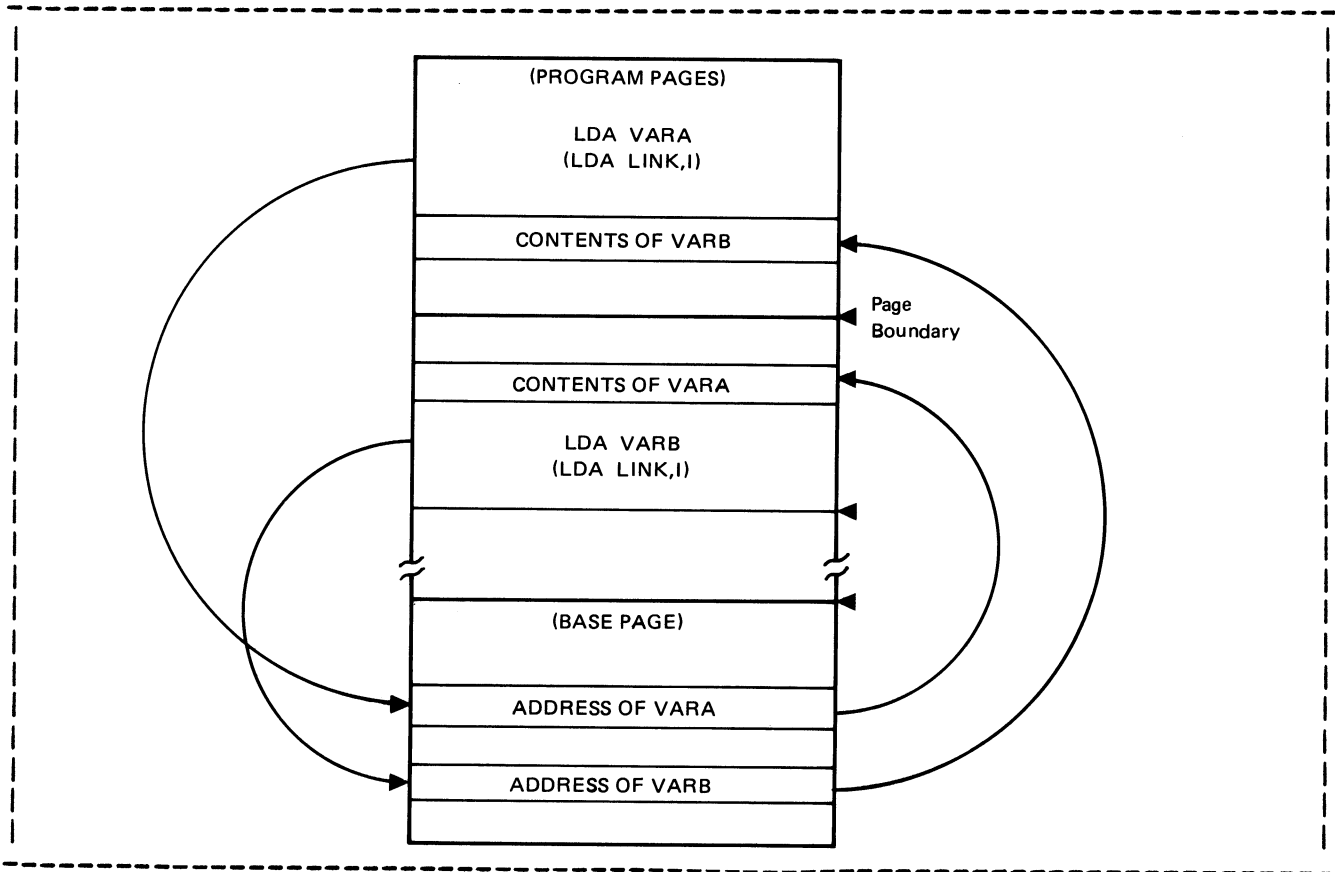 (PROGRAM PAGES)
LDA VARA
(LDA LINK,I)
CONTENTS OF VARB
Page
Boundary
CONTENTS OF VARA
LDA VARB
(LDA LINK,I)
(BASE PAGE)
ADDRESS OF VARA
ADDRESS OF VARB